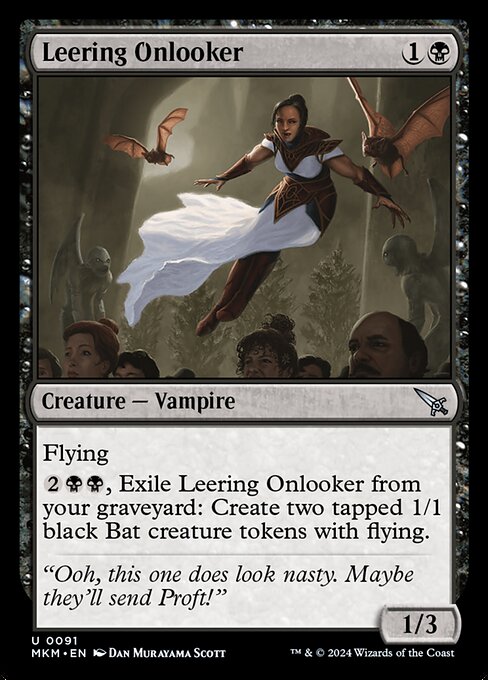 Leering Onlooker 1
Creature — Vampire
Flying
2, Exile Leering Onlooker from
your graveyard: Create two tapped 1/1
black Bat creature tokens with flying.
“Ooh, this one does look nasty. Maybe
they’ll send Proft!”
1/3
U 0091
MKM • EN Dan Murayama Scott
™ & © 2024 Wizards of the Coast